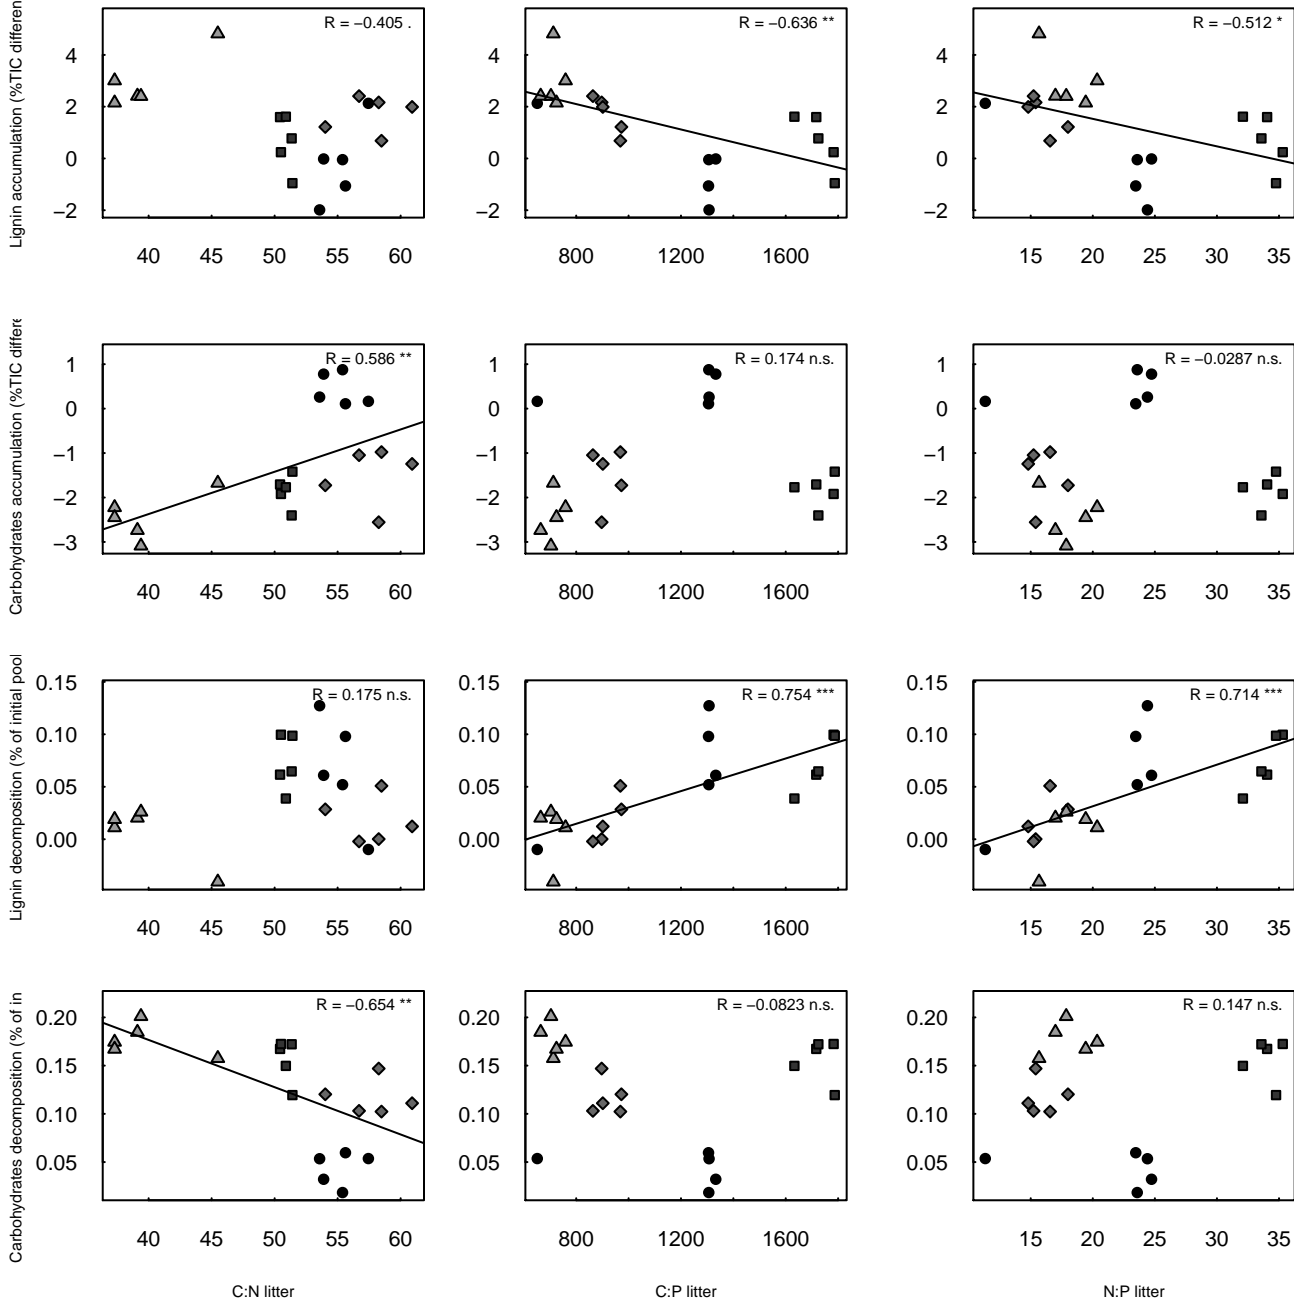 Lignin accumulation (%TIC differen
R = −0.405 .
4
2
0
−2
40 45 50 55 60
R = −0.636 **
800 1200 1600
R = −0.512 *
4
2
0
−2
15 20 25 30 35
Carbohydrates accumulation (%TIC differe
R = 0.586 **
1
0
−1
−2
−3
40 45 50 55 60
R = 0.174 n.s.
1
0
−1
−2
−3
800 1200 1600
R = −0.0287 n.s.
1
0
−1
−2
−3
15 20 25 30 35
Lignin decomposition (% of initial pool
R = 0.175 n.s.
0.15
0.10
0.05
0.00
40 45 50 55 60
R = 0.754 ***
0.15
0.10
0.05
0.00
800 1200 1600
R = 0.714 ***
0.15
0.10
0.05
0.00
15 20 25 30 35
Carbohydrates decomposition (% of in
R = −0.654 **
0.20
0.15
0.10
0.05
40 45 50 55 60
C:N litter
R = −0.0823 n.s.
0.20
0.15
0.10
0.05
800 1200 1600
C:P litter
R = 0.147 n.s.
0.20
0.15
0.10
0.05
15 20 25 30 35
N:P litter